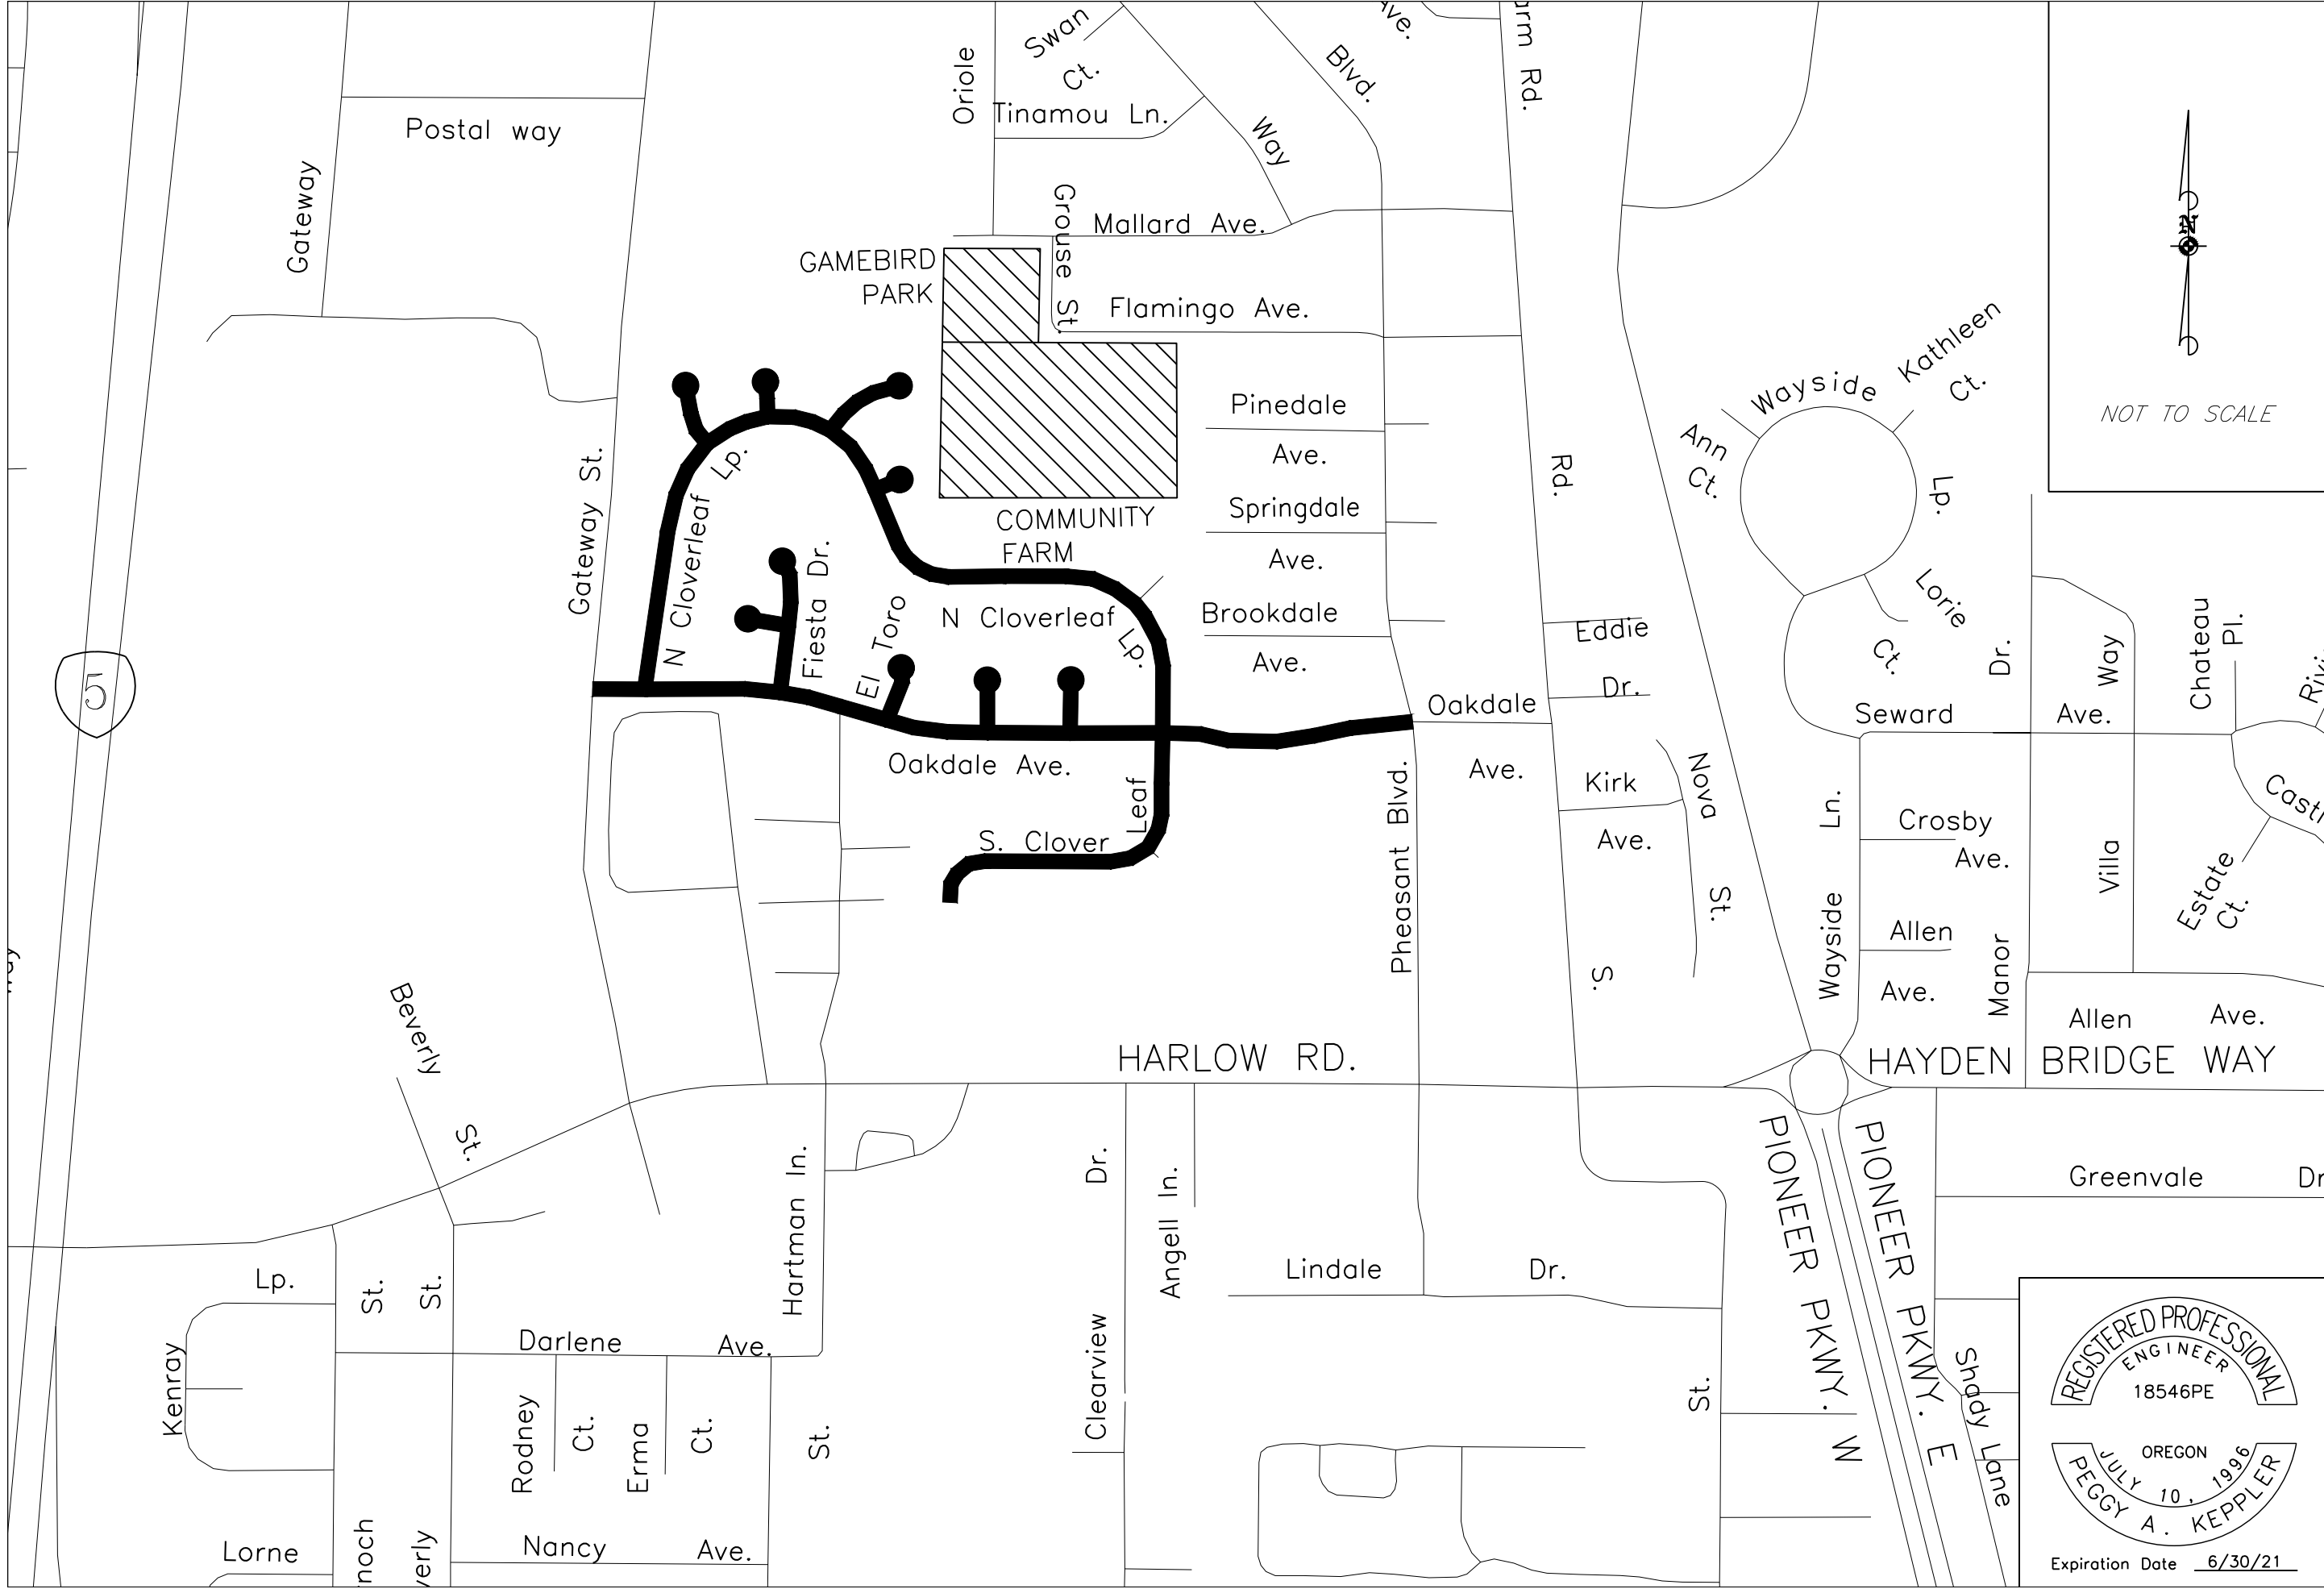 Swan
Ct.
Oriole
Tinamou Ln.
Way
Blvd.
Ave.
arm Rd.
Postal way
Gateway
Grouse St.
Mallard Ave.
GAMEBIRD
PARK
Flamingo Ave.
N
NOT TO SCALE
Pinedale
Ave.
Springdale
Ave.
Brookdale
Ave.
COMMUNITY
FARM
Gateway St.
N Cloverleaf Lp.
Fiesta Dr.
El Toro
N Cloverleaf Lp.
Rd.
Wayside Lp.
Kathleen
Ct.
Ann
Ct.
Lorie
Ct.
Eddie
Dr.
Oakdale
Ave.
Oakdale Ave.
S. Clover Leaf
Pheasant Blvd.
Kirk
Ave.
Nova St.
S.
Seward Ave.
Wayside Ln.
Crosby
Ave.
Allen
Ave.
Manor Dr.
Villa Way
Chateau
Pl.
Estate
Ct.
Allen Ave.
5
Beverly St.
HARLOW RD.
HAYDEN BRIDGE WAY
PIONEER PKWY. W
PIONEER PKWY. E
Greenvale
Hartman ln.
Dr.
Clearview
Angell ln.
Lindale Dr.
St.
Lp.
Kenray
St.
St.
Darlene Ave.
Rodney
Ct.
Erma
Ct.
St.
Nancy Ave.
Lorne
noch
verly
Shady Lane
REGISTERED PROFESSIONAL
ENGINEER
18546PE
OREGON
JULY 10, 1996
PEGGY A. KEPPLER
Expiration Date 6/30/21